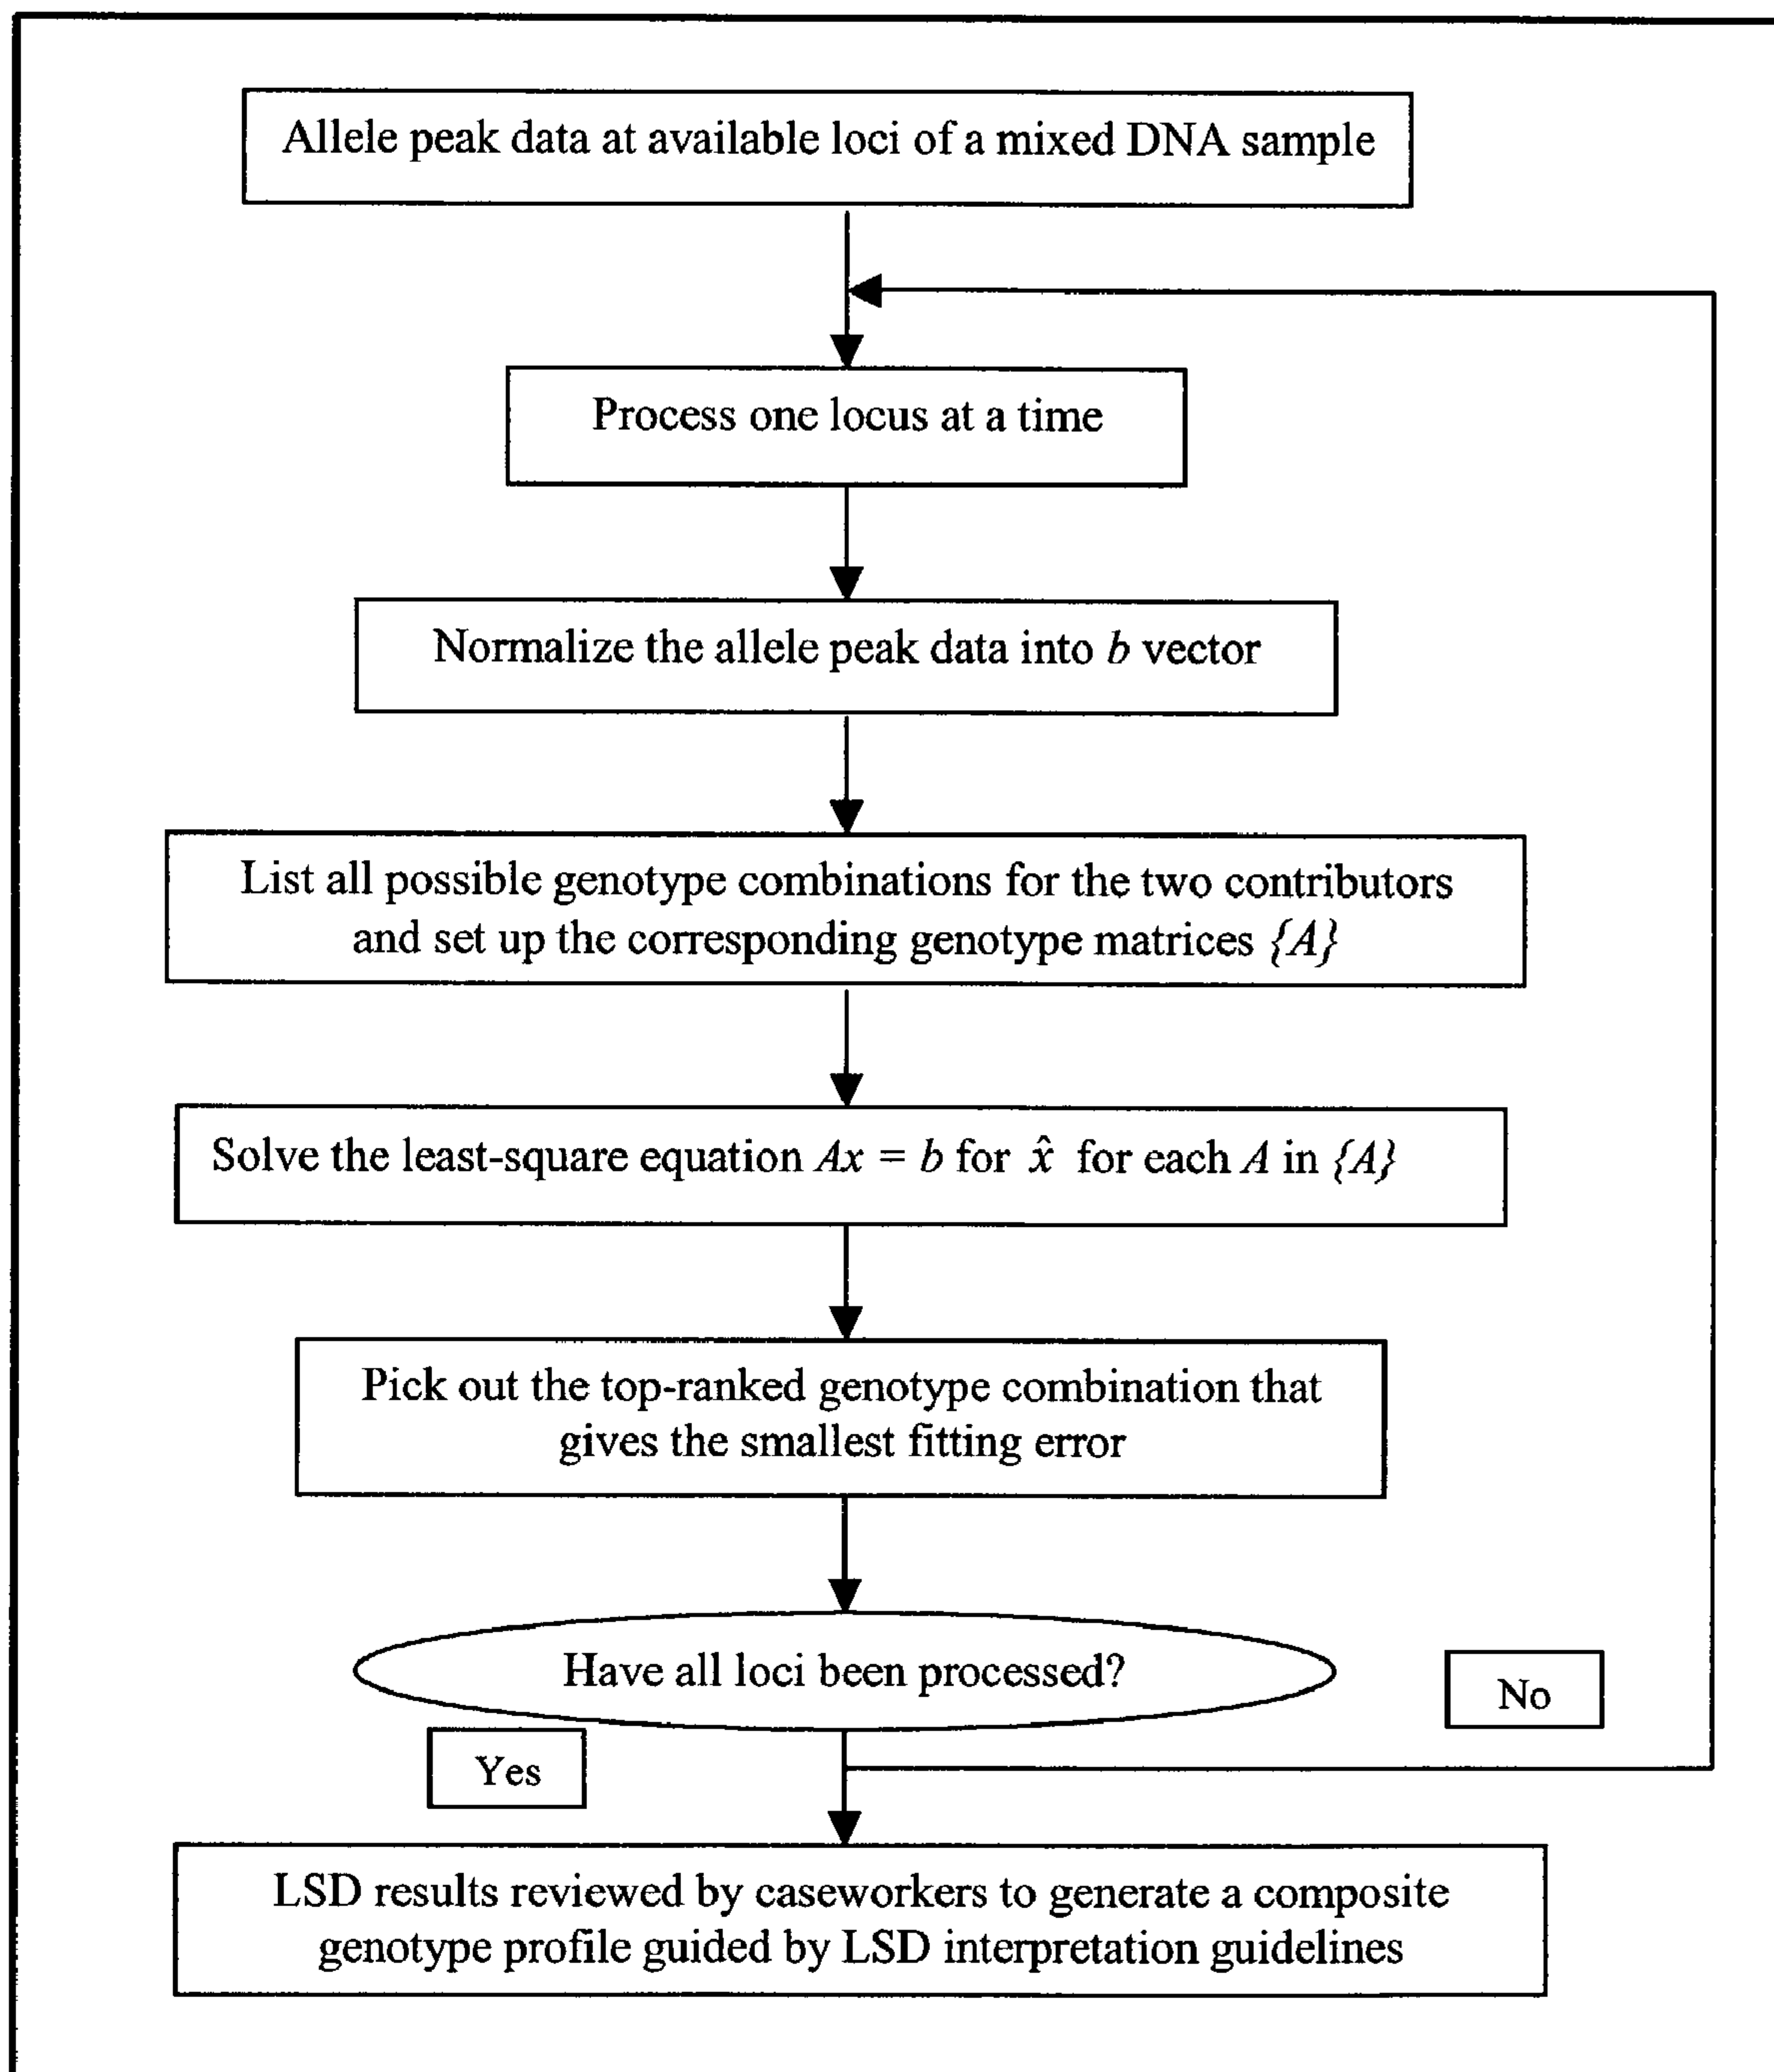 Allele peak data at available loci of a mixed DNA sample
Process one locus at a time
Normalize the allele peak data into b vector
List all possible genotype combinations for the two contributors
and set up the corresponding genotype matrices {A}
Solve the least-square equation Ax = b for x̂ for each A in {A}
Pick out the top-ranked genotype combination that
gives the smallest fitting error
Have all loci been processed?
No
Yes
LSD results reviewed by caseworkers to generate a composite
genotype profile guided by LSD interpretation guidelines